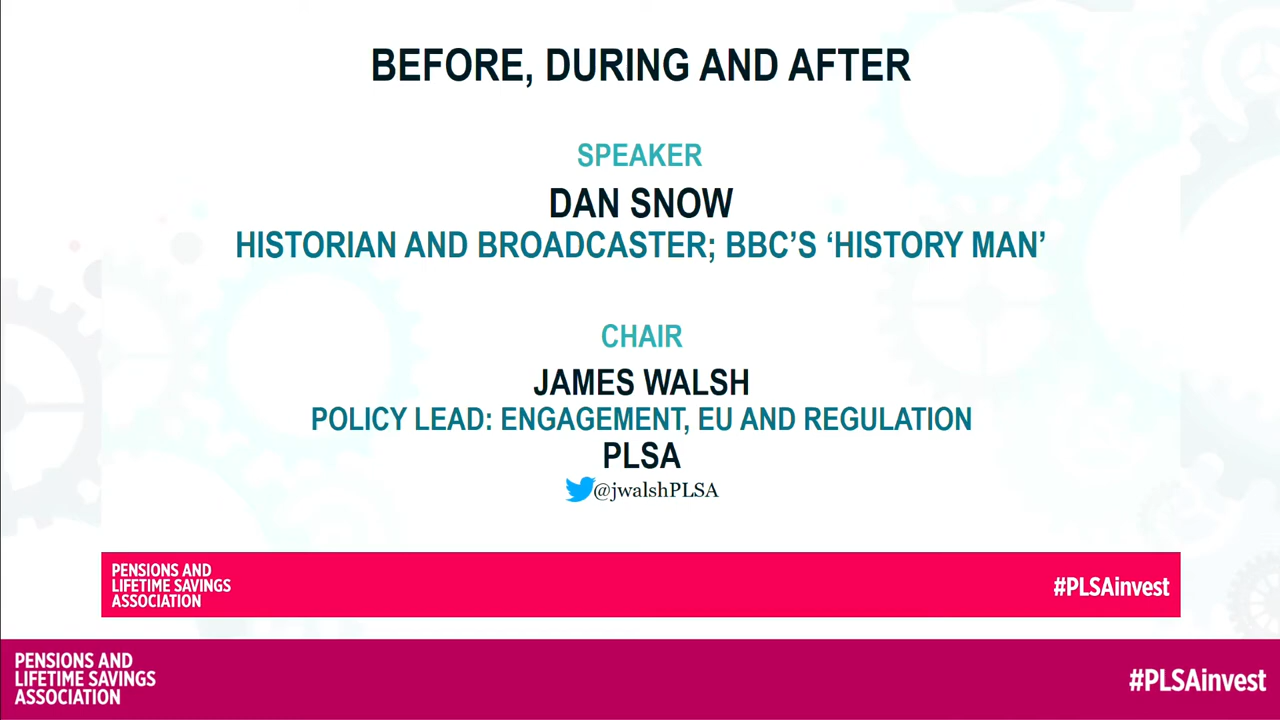 BEFORE, DURING AND AFTER
SPEAKER
DAN SNOW
HISTORIAN AND BROADCASTER; BBC’S ‘HISTORY MAN’
CHAIR
JAMES WALSH
POLICY LEAD: ENGAGEMENT, EU AND REGULATION
PLSA
@jwalshPLSA
PENSIONS AND
LIFETIME SAVINGS
ASSOCIATION
#PLSAinvest
PENSIONS AND
LIFETIME SAVINGS
ASSOCIATION
#PLSAinvest